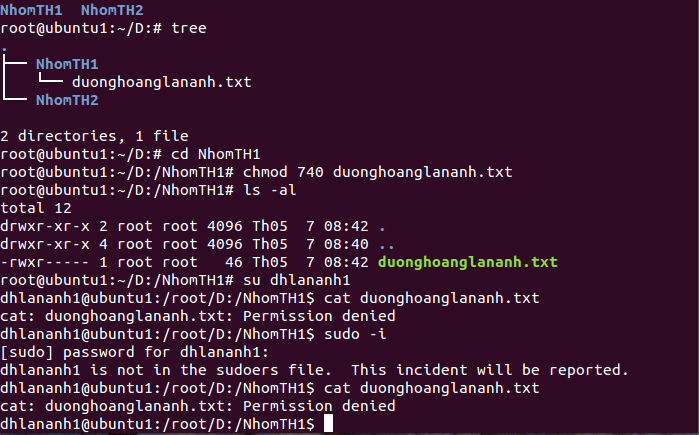 NhomTH1  NhomTH2
root@ubuntu1:~/D:# tree
.
├── NhomTH1
│   └── duonghoanglananh.txt
└── NhomTH2

2 directories, 1 file
root@ubuntu1:~/D:# cd NhomTH1
root@ubuntu1:~/D:/NhomTH1# chmod 740 duonghoanglananh.txt
root@ubuntu1:~/D:/NhomTH1# ls -al
total 12
drwxr-xr-x 2 root root 4096 Th05  7 08:42 .
drwxr-xr-x 4 root root 4096 Th05  7 08:40 ..
-rwxr----- 1 root root   46 Th05  7 08:42 duonghoanglananh.txt
root@ubuntu1:~/D:/NhomTH1# su dhlananh1
dhlananh1@ubuntu1:/root/D:/NhomTH1$ cat duonghoanglananh.txt
cat: duonghoanglananh.txt: Permission denied
dhlananh1@ubuntu1:/root/D:/NhomTH1$ sudo -i
[sudo] password for dhlananh1:
dhlananh1 is not in the sudoers file.  This incident will be reported.
dhlananh1@ubuntu1:/root/D:/NhomTH1$ cat duonghoanglananh.txt
cat: duonghoanglananh.txt: Permission denied
dhlananh1@ubuntu1:/root/D:/NhomTH1$